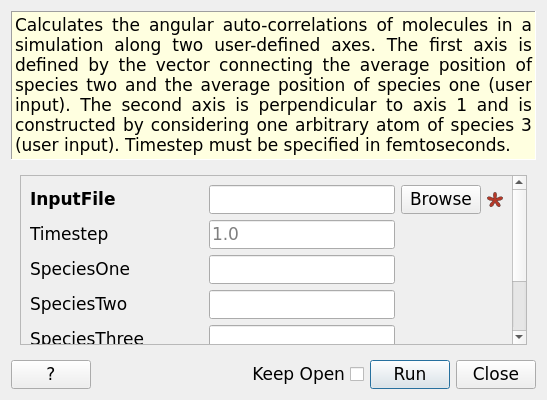 Calculates the angular auto-correlations of molecules in a
simulation along two user-defined axes. The first axis is
defined by the vector connecting the average position of
species two and the average position of species one (user
input). The second axis is perpendicular to axis 1 and is
constructed by considering one arbitrary atom of species 3
(user input). Timestep must be specified in femtoseconds.
InputFile Browse *
Timestep 1.0
SpeciesOne
SpeciesTwo
SpeciesThree
? Keep Open Run Close